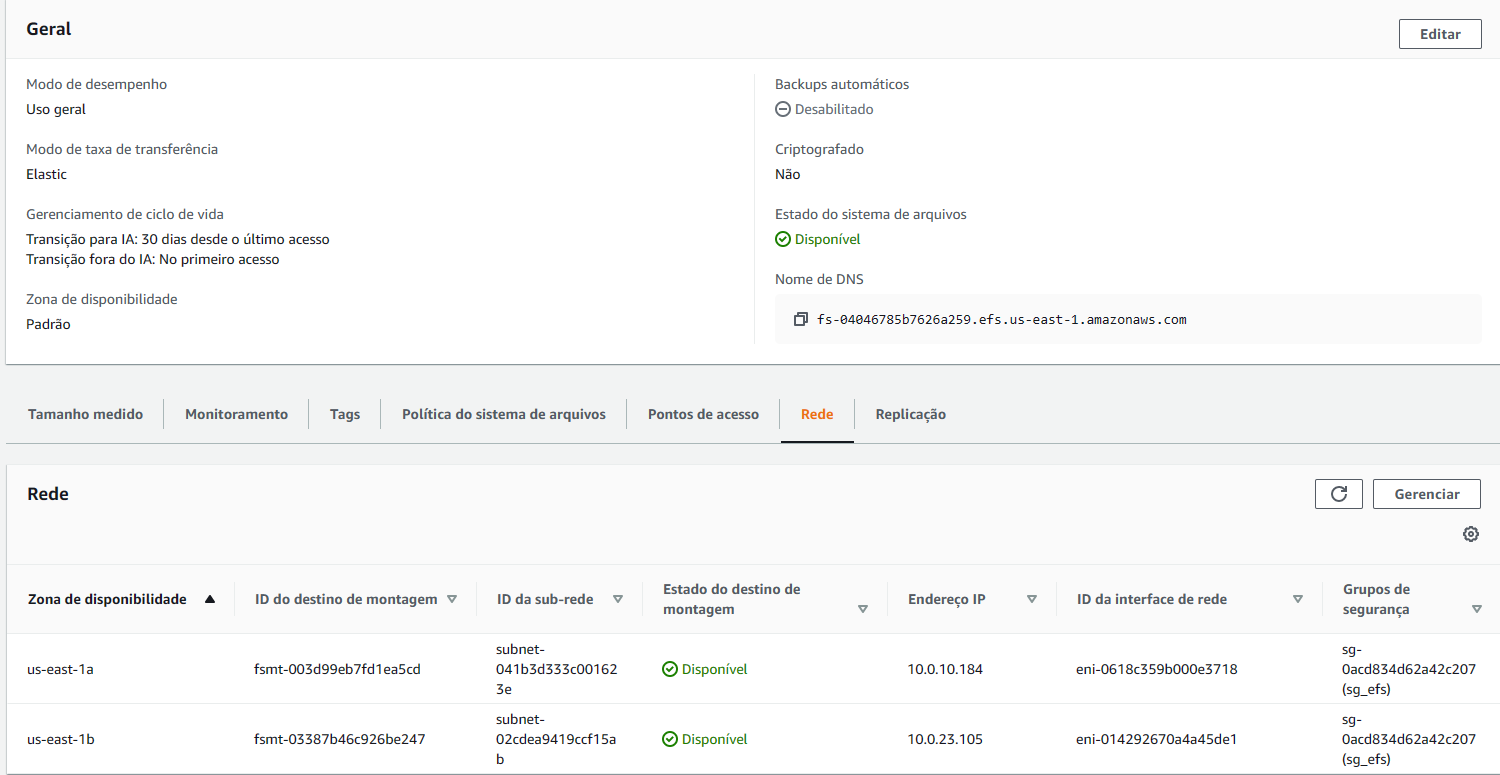 Geral
Editar
Modo de desempenho
Uso geral
Modo de taxa de transferência
Elastic
Gerenciamento de ciclo de vida
Transição para IA: 30 dias desde o último acesso
Transição fora do IA: No primeiro acesso
Zona de disponibilidade
Padrão
Backups automáticos
Desabilitado
Criptografado
Não
Estado do sistema de arquivos
Disponível
Nome de DNS
fs-04046785b7626a259.efs.us-east-1.amazonaws.com
Tamanho medido
Monitoramento
Tags
Política do sistema de arquivos
Pontos de acesso
Rede
Replicação
Rede
Gerenciar
Zona de disponibilidade
ID do destino de montagem
ID da sub-rede
Estado do destino de
montagem
Endereço IP
ID da interface de rede
Grupos de
segurança
us-east-1a
fsmt-003d99eb7fd1ea5cd
subnet-
041b3d333c00162
3e
Disponível
10.0.10.184
eni-0618c359b000e3718
sg-
0acd834d62a42c207
(sg_efs)
us-east-1b
fsmt-03387b46c926be247
subnet-
02cdea9419ccf15a
b
Disponível
10.0.23.105
eni-014292670a4a45de1
sg-
0acd834d62a42c207
(sg_efs)